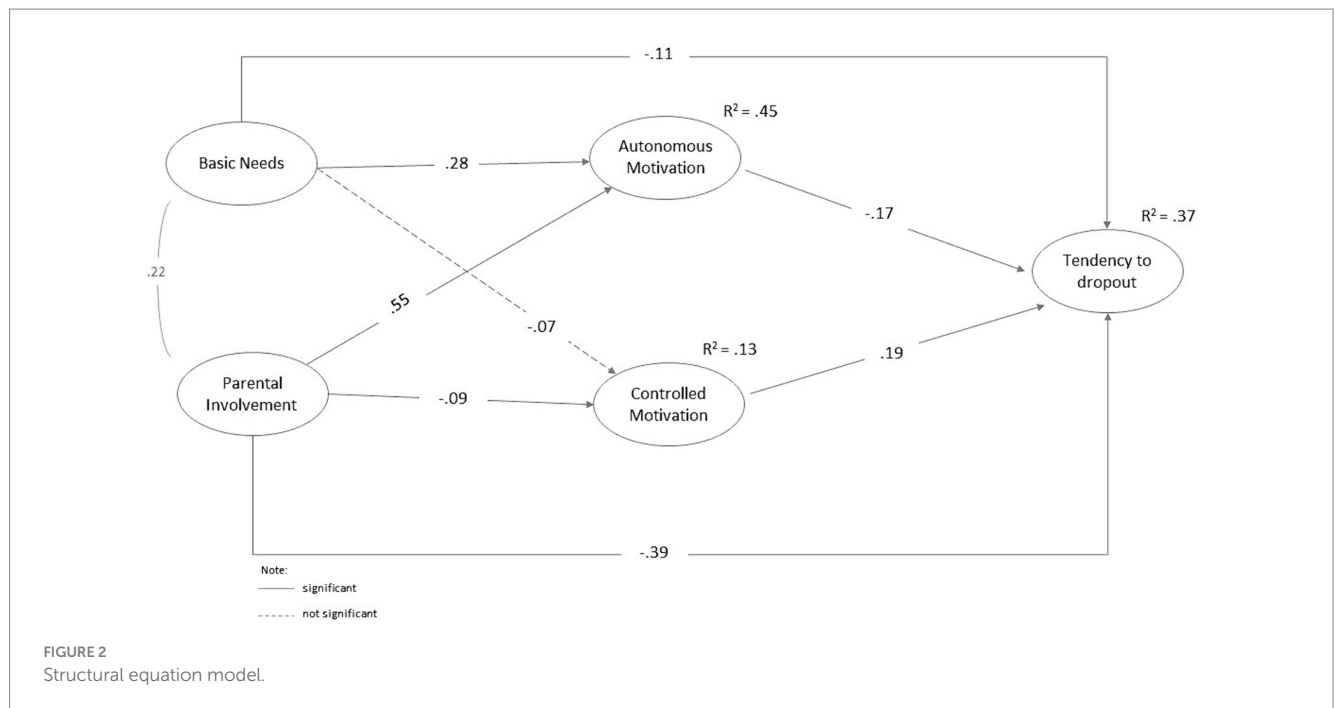 -.11
R² = .45
Basic Needs
.28
Autonomous
Motivation
-.17
R² = .37
Tendency to
dropout
.22
.55
-.07
R² = .13
.19
Parental
Involvement
-.09
Controlled
Motivation
-.39
Note:
significant
not significant
FIGURE 2
Structural equation model.